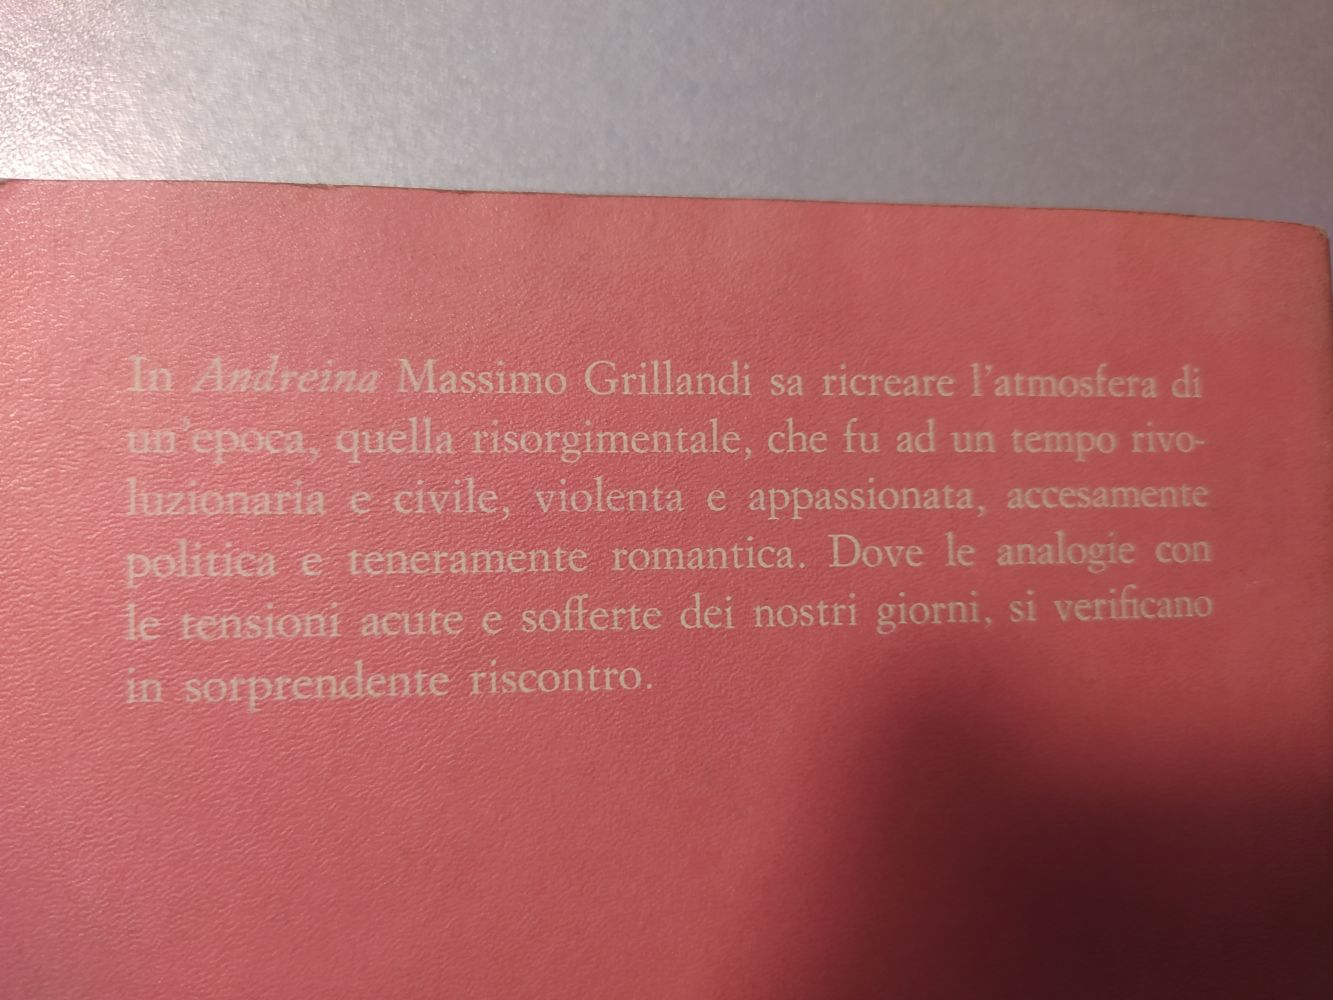 In Andreina Massimo Grillandi sa ricreare l'atmosfera di
un'epoca, quella risorgimentale, che fu ad un tempo rivo-
luzionaria e civile, violenta e appassionata, accesamente
politica e teneramente romantica. Dove le analogie con
le tensioni acute e sofferte dei nostri giorni, si verificano
in sorprendente riscontro.